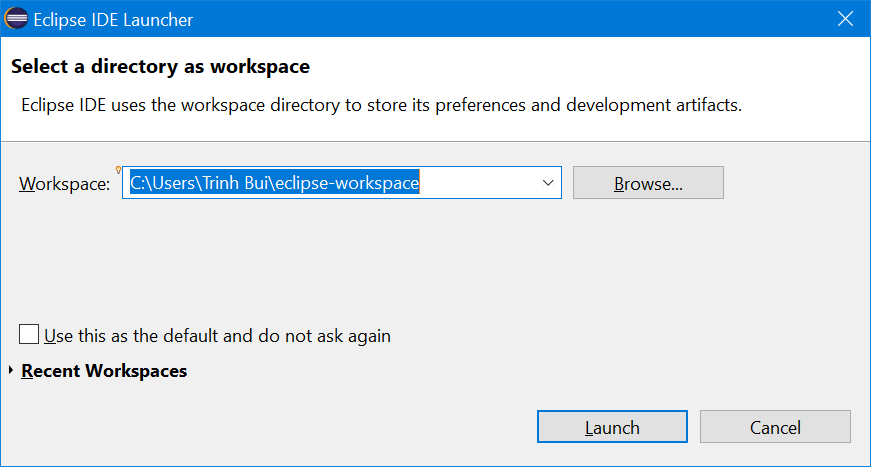 Eclipse IDE Launcher
Select a directory as workspace
Eclipse IDE uses the workspace directory to store its preferences and development artifacts.
Workspace: C:\Users\Trinh Bui\eclipse-workspace Browse...
Use this as the default and do not ask again
Recent Workspaces
Launch Cancel